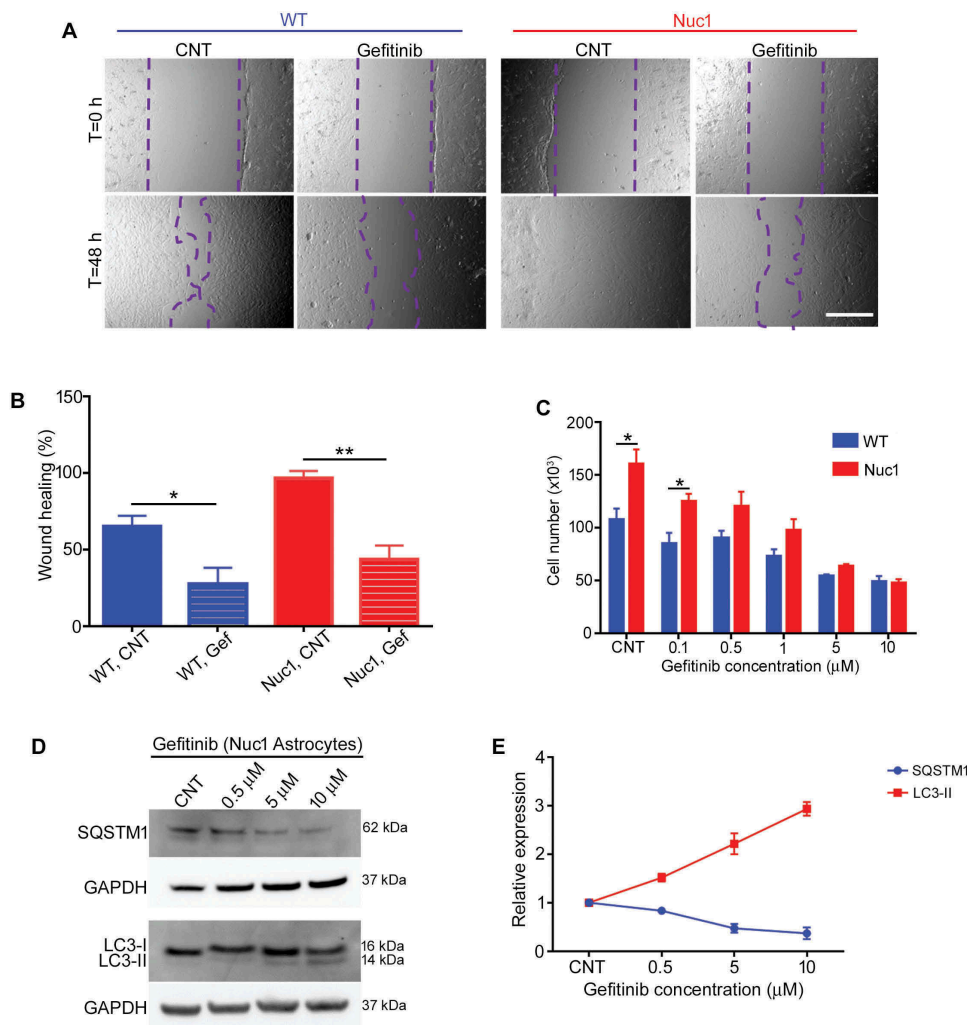 A
WT
Nuc1
CNT
Gefitinib
CNT
Gefitinib
T=0 h
T=48 h
B
Wound healing (%)
150
100
50
0
*
**
WT, CNT
WT, Gef
Nuc1, CNT
Nuc1, Gef
C
Cell number (x10³)
200
150
100
50
0
*
*
WT
Nuc1
CNT
0.1
0.5
1
5
10
Gefitinib concentration (μM)
D
Gefitinib (Nuc1 Astrocytes)
CNT
0.5 μM
5 μM
10 μM
SQSTM1
62 kDa
GAPDH
37 kDa
LC3-I
16 kDa
LC3-II
14 kDa
GAPDH
37 kDa
E
Relative expression
4
3
2
1
0
SQSTM1
LC3-II
CNT
0.5
5
10
Gefitinib concentration (μM)